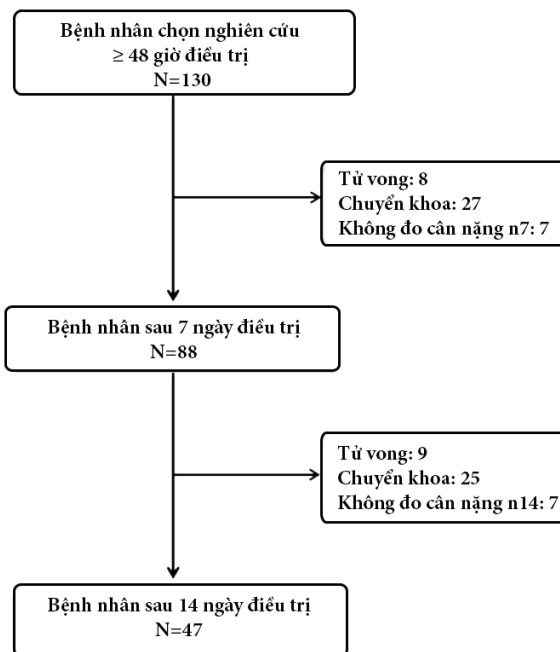 Bệnh nhân chọn nghiên cứu
≥ 48 giờ điều trị
N=130
Tử vong: 8
Chuyển khoa: 27
Không đo cân nặng n7: 7
Bệnh nhân sau 7 ngày điều trị
N=88
Tử vong: 9
Chuyển khoa: 25
Không đo cân nặng n14: 7
Bệnh nhân sau 14 ngày điều trị
N=47